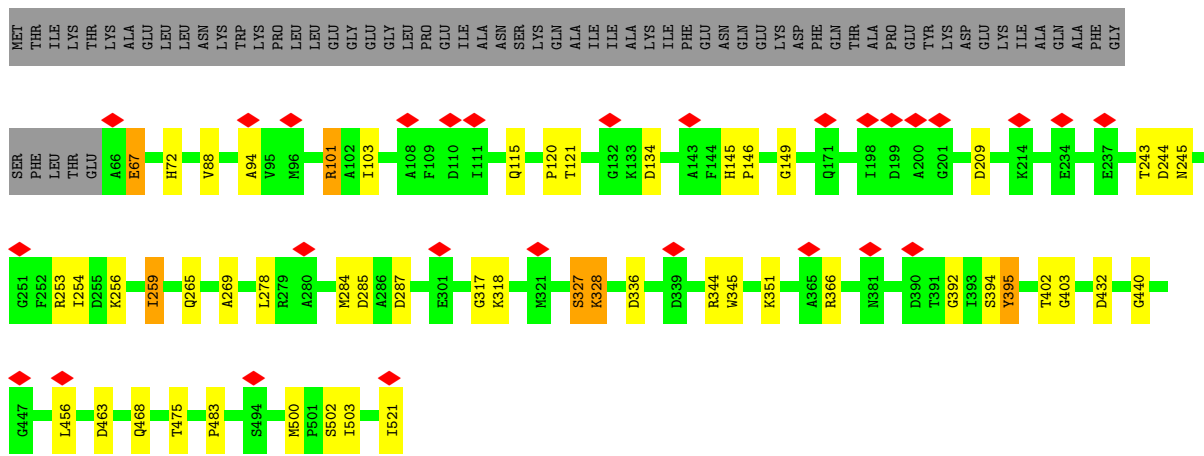 MET THR ILE LYS THR LYS ALA GLU LEU LEU ASN LYS TRP LYS PRO LEU LEU GLU GLY GLU GLY LEU PRO GLU ILE ALA ASN SER LYS GLN ALA ILE ILE ALA LYS ILE PHE GLU ASN GLN GLU LYS ASP PHE GLN THR ALA PRO GLU TYR LYS ASP GLU LYS ILE ALA GLN ALA PHE GLY
SER PHE LEU THR GLU A66 E67 H72 V88 A94 V95 M96 R101 A102 I103 A108 F109 D110 I111 Q115 P120 T121 G132 K133 D134 A143 F144 H145 P146 G149 Q171 I198 D199 A200 G201 D209 K214 E234 E237 T243 D244 N245
G251 F252 R253 I254 D255 K256 I259 Q265 A269 L278 R279 A280 M284 D285 A286 D287 E301 G317 K318 M321 S327 K328 D336 D339 R344 W345 K351 A365 R366 N381 D390 T391 G392 I393 S394 Y395 T402 G403 D432 G440
G447 L456 D463 Q468 T475 P483 S494 M500 P501 S502 I503 I521